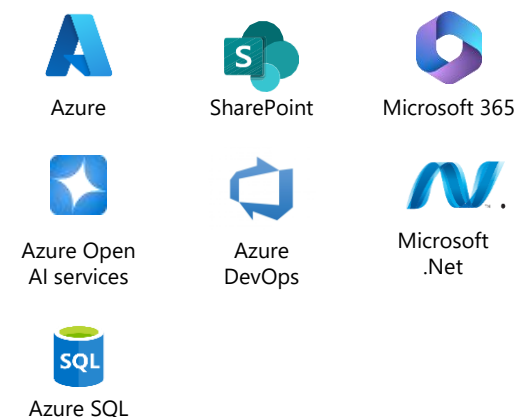 S
Azure
SharePoint
Microsoft 365
Azure Open
AI services
Azure
DevOps
Microsoft
.Net
SQL
Azure SQL